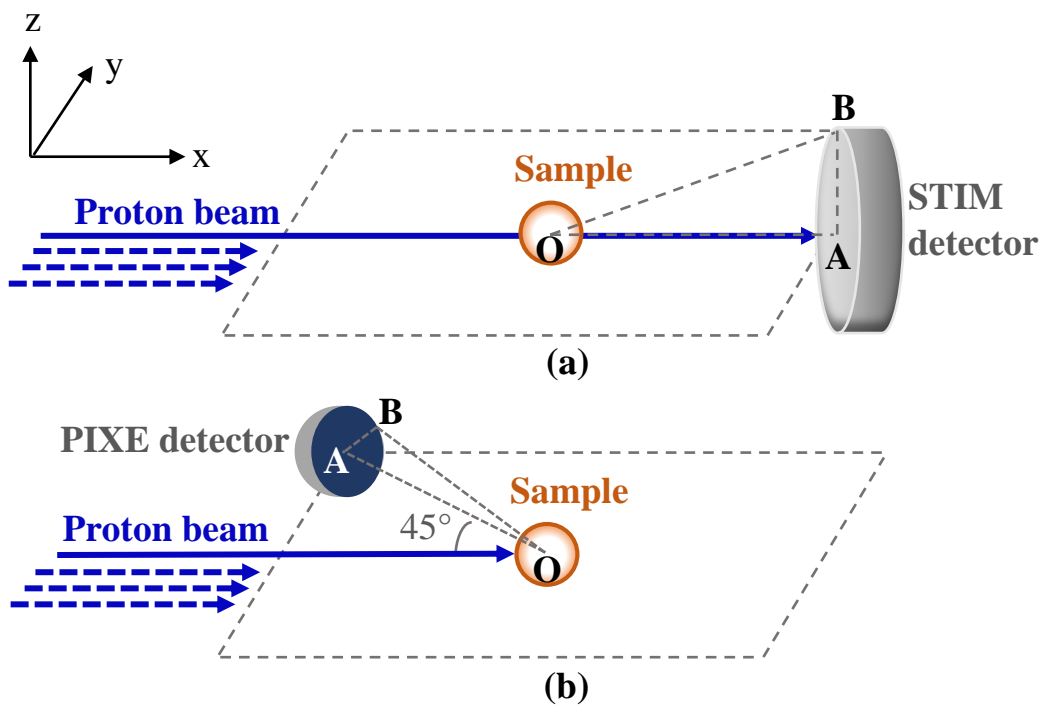 z
y
x
B
Sample
Proton beam
STIM
detector
O
A
(a)
B
PIXE detector
A
Sample
45°
Proton beam
O
(b)